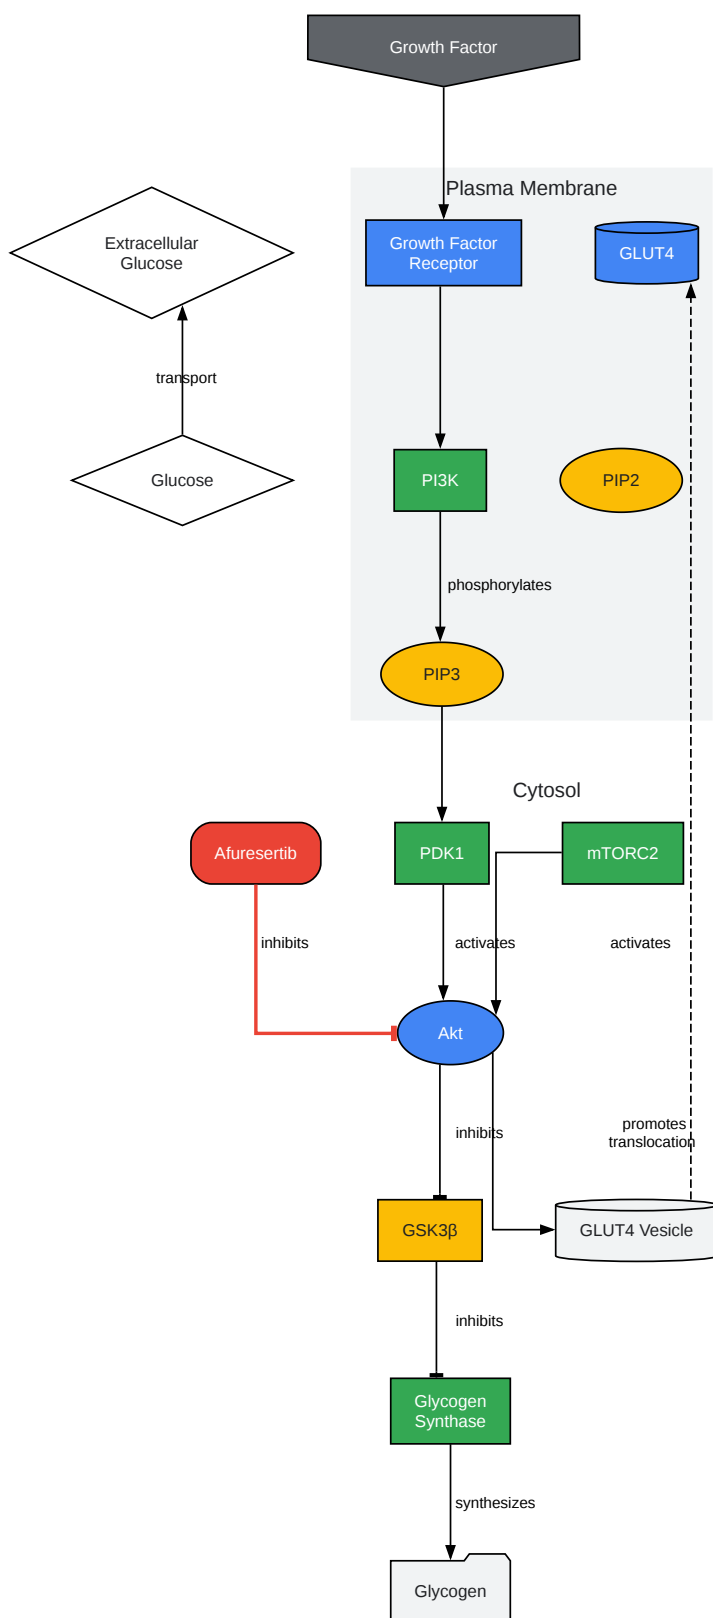 Growth Factor
Plasma Membrane
Extracellular
Glucose
Growth Factor
Receptor
GLUT4
transport
Glucose
PI3K
PIP2
phosphorylates
PIP3
Cytosol
Afuresertib
PDK1
mTORC2
inhibits
activates
activates
Akt
inhibits
promotes
translocation
GSK3β
GLUT4 Vesicle
inhibits
Glycogen
Synthase
synthesizes
Glycogen